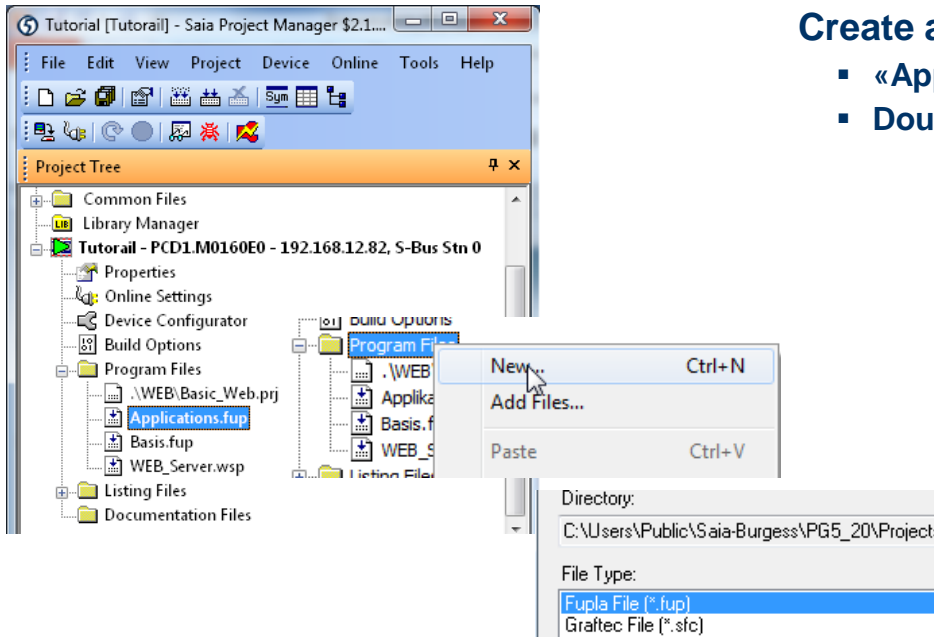 Tutorial [Tutorail] - Saia Project Manager $2.1....
File Edit View Project Device Online Tools Help
Sym
Project Tree
Common Files
LIB Library Manager
Tutorail - PCD1.M0160E0 - 192.168.12.82, S-Bus Stn 0
Properties
Online Settings
Device Configurator
Build Options
Program Files
.\WEB\Basic_Web.prj
Applications.fup
Basis.fup
WEB_Server.wsp
Listing Files
Documentation Files
Build Options
Program Files
.\WEB
Applika
Basis.f
WEB_S
Listing Files
New... Ctrl+N
Add Files...
Paste Ctrl+V
Directory:
C:\Users\Public\Saia-Burgess\PG5_20\Project
File Type:
Fupla File (*.fup)
Graftec File (*.sfc)
Create a
▪ «Ap
▪ Dou